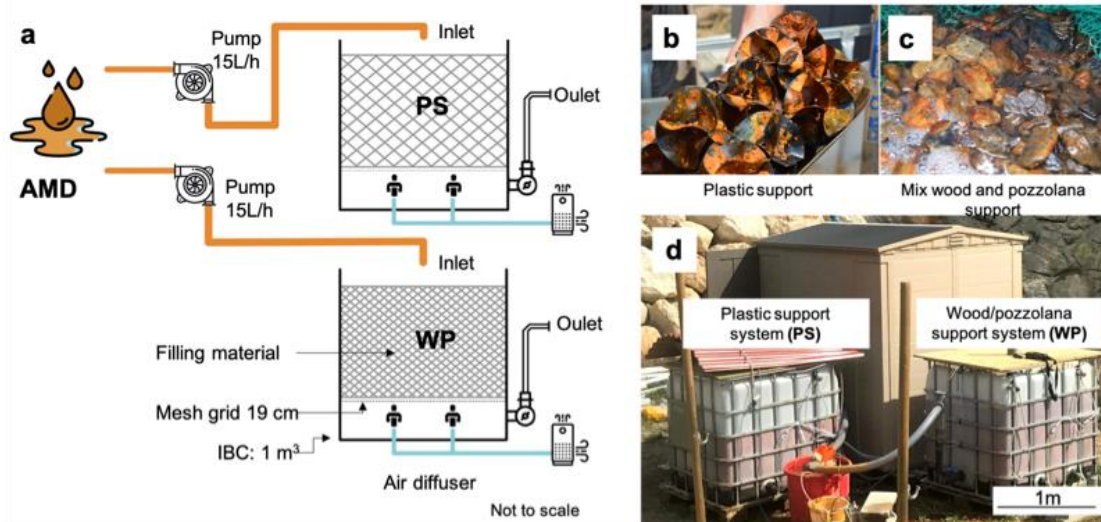 a
Pump
15L/h
Inlet
PS
Oulet
AMD
Pump
15L/h
Inlet
WP
Oulet
Filling material
Mesh grid 19 cm
IBC: 1 m³
Air diffuser
Not to scale
b
c
Plastic support
Mix wood and pozzolana
support
d
Plastic support
system (PS)
Wood/pozzolana
support system (WP)
1m